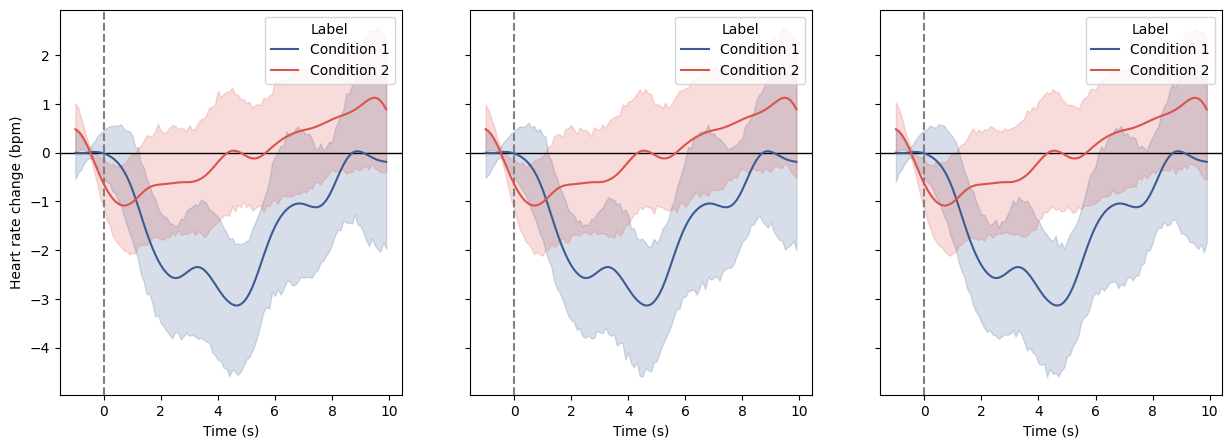 Heart rate change (bpm)
2
1
0
−1
−2
−3
−4
Label
Condition 1
Condition 2
0 2 4 6 8 10
Time (s)
Label
Condition 1
Condition 2
0 2 4 6 8 10
Time (s)
Label
Condition 1
Condition 2
0 2 4 6 8 10
Time (s)